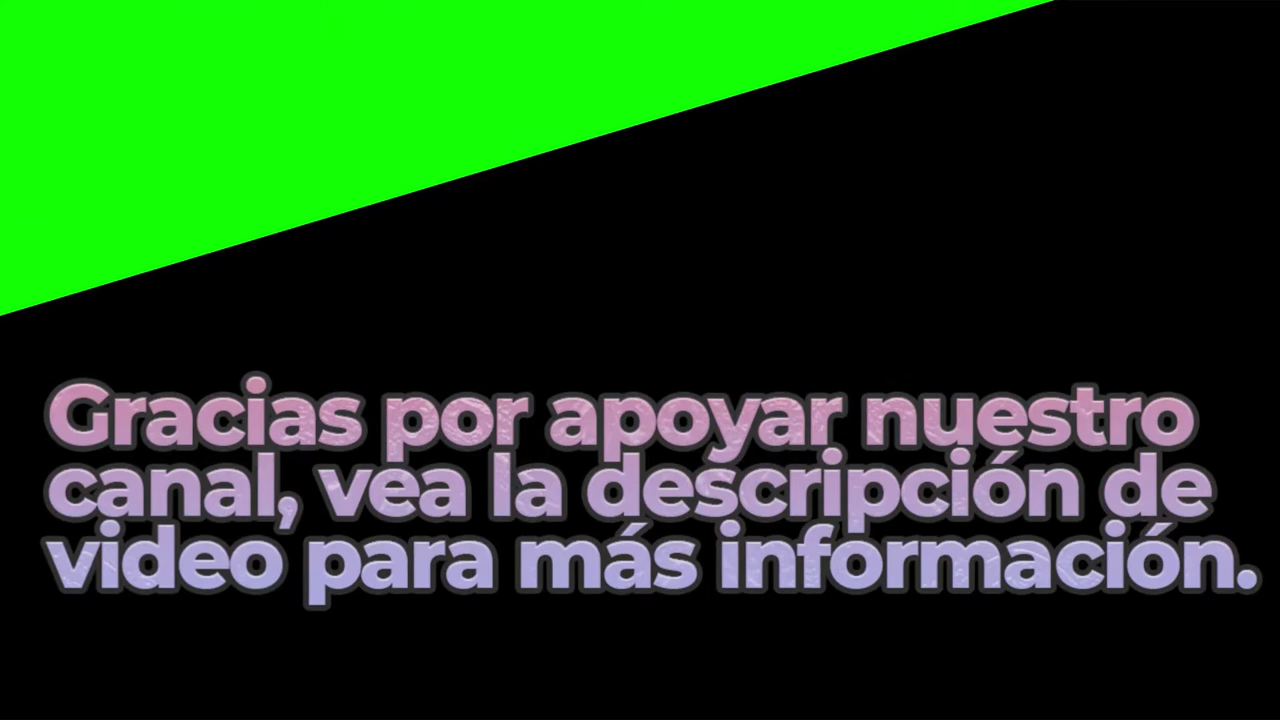 Gracias por apoyar nuestro
canal, vea la descripción de
video para más información.